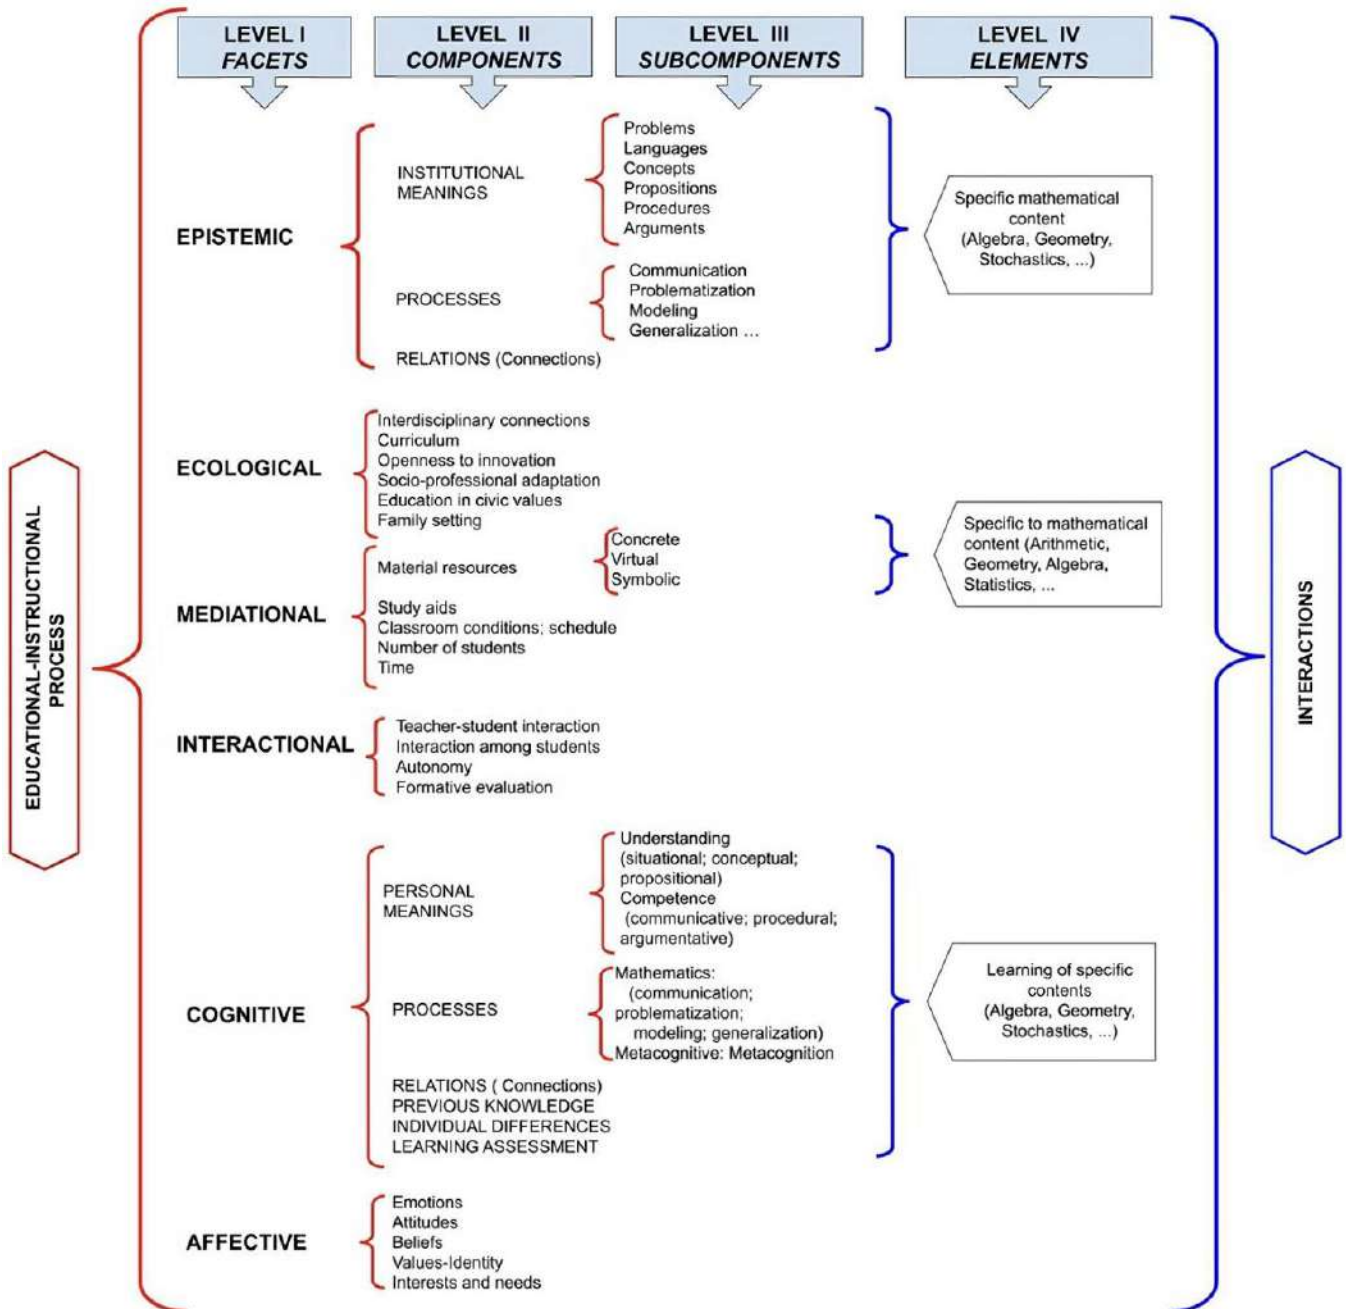 LEVEL I
FACETS
LEVEL II
COMPONENTS
LEVEL III
SUBCOMPONENTS
LEVEL IV
ELEMENTS
EDUCATIONAL-INSTRUCTIONAL
PROCESS
EPISTEMIC
INSTITUTIONAL
MEANINGS
Problems
Languages
Concepts
Propositions
Procedures
Arguments
PROCESSES
Communication
Problematization
Modeling
Generalization ...
RELATIONS (Connections)
Specific mathematical
content
(Algebra, Geometry,
Stochastics, ...)
ECOLOGICAL
Interdisciplinary connections
Curriculum
Openness to innovation
Socio-professional adaptation
Education in civic values
Family setting
MEDIATIONAL
Material resources
Concrete
Virtual
Symbolic
Study aids
Classroom conditions; schedule
Number of students
Time
Specific to mathematical
content (Arithmetic,
Geometry, Algebra,
Statistics, ...
INTERACTIONAL
Teacher-student interaction
Interaction among students
Autonomy
Formative evaluation
COGNITIVE
PERSONAL
MEANINGS
Understanding
(situational; conceptual;
propositional)
Competence
(communicative; procedural;
argumentative)
PROCESSES
Mathematics:
(communication;
problematization;
modeling; generalization)
Metacognitive: Metacognition
RELATIONS ( Connections)
PREVIOUS KNOWLEDGE
INDIVIDUAL DIFFERENCES
LEARNING ASSESSMENT
Learning of specific
contents
(Algebra, Geometry,
Stochastics, ...)
AFFECTIVE
Emotions
Attitudes
Beliefs
Values-Identity
Interests and needs
INTERACTIONS